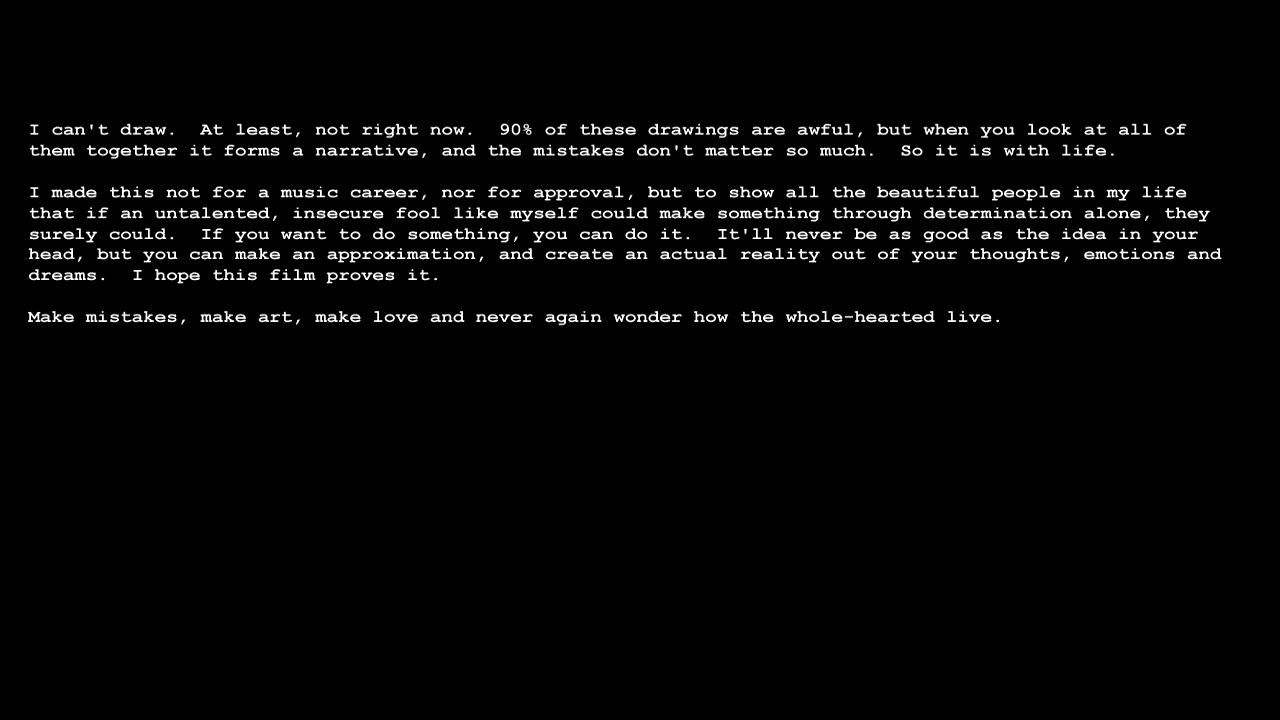 I can't draw.  At least, not right now.  90% of these drawings are awful, but when you look at all of
them together it forms a narrative, and the mistakes don't matter so much.  So it is with life.
I made this not for a music career, nor for approval, but to show all the beautiful people in my life
that if an untalented, insecure fool like myself could make something through determination alone, they
surely could.  If you want to do something, you can do it.  It'll never be as good as the idea in your
head, but you can make an approximation, and create an actual reality out of your thoughts, emotions and
dreams.  I hope this film proves it.
Make mistakes, make art, make love and never again wonder how the whole-hearted live.